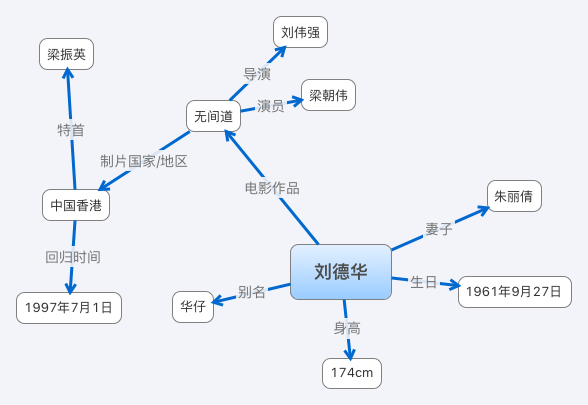 刘伟强
梁振英
导演
梁朝伟
演员
无间道
特首
制片国家/地区
电影作品
朱丽倩
中国香港
妻子
回归时间
刘德华
生日
1961年9月27日
别名
华仔
1997年7月1日
身高
174cm